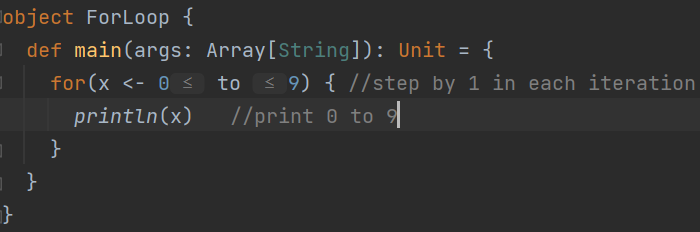 object ForLoop {
  def main(args: Array[String]): Unit = {
    for(x <- 0 ≤ to ≤ 9) { //step by 1 in each iteration
      println(x)   //print 0 to 9
    }
  }
}